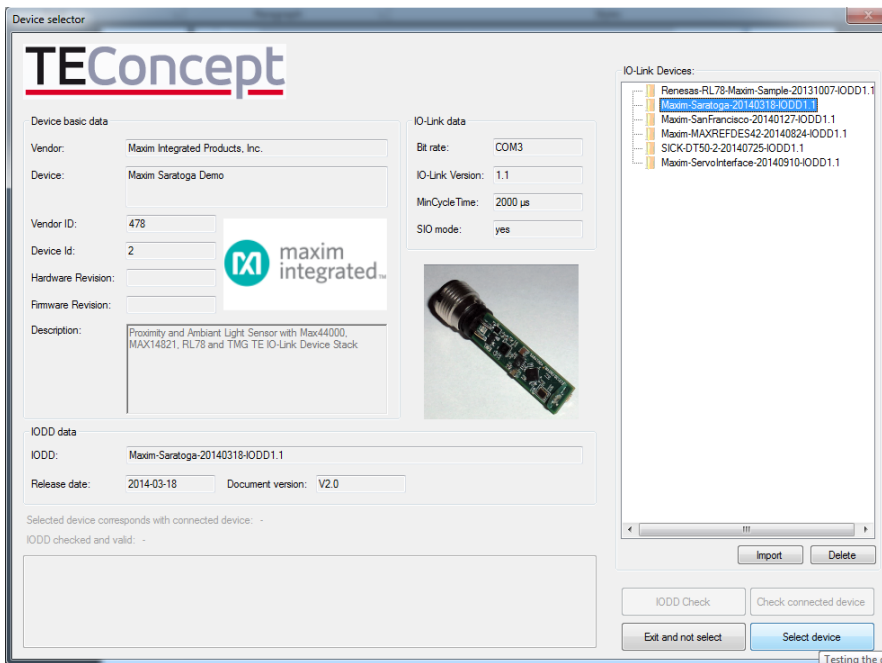 Device selector
TEConcept
Device basic data
Vendor: Maxim Integrated Products, Inc.
Device: Maxim Saratoga Demo
Vendor ID: 478
Device Id: 2
Hardware Revision:
Firmware Revision:
maxim
integrated™
Description: Proximity and Ambiant Light Sensor with Max44000,
MAX14821, RL78 and TMG TE IO-Link Device Stack
IO-Link data
Bit rate: COM3
IO-Link Version: 1.1
MinCycleTime: 2000 µs
SIO mode: yes
IODD data
IODD: Maxim-Saratoga-20140318-IODD1.1
Release date: 2014-03-18 Document version: V2.0
Selected device corresponds with connected device: -
IODD checked and valid: -
IO-Link Devices:
Renesas-RL78-Maxim-Sample-20131007-IODD1.1
Maxim-Saratoga-20140318-IODD1.1
Maxim-SanFrancisco-20140127-IODD1.1
Maxim-MAXREFDES42-20140824-IODD1.1
SICK-DT50-2-20140725-IODD1.1
Maxim-ServoInterface-20140910-IODD1.1
Import Delete
IODD Check Check connected device
Exit and not select Select device
Testing the